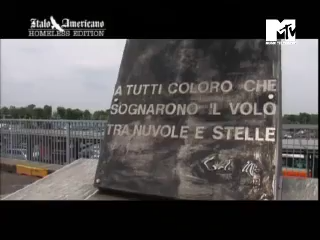 Italo Americano
HOMELESS EDITION
MTV
A TUTTI COLORO CHE
SOGNARONO IL VOLO
TRA NUVOLE E STELLE